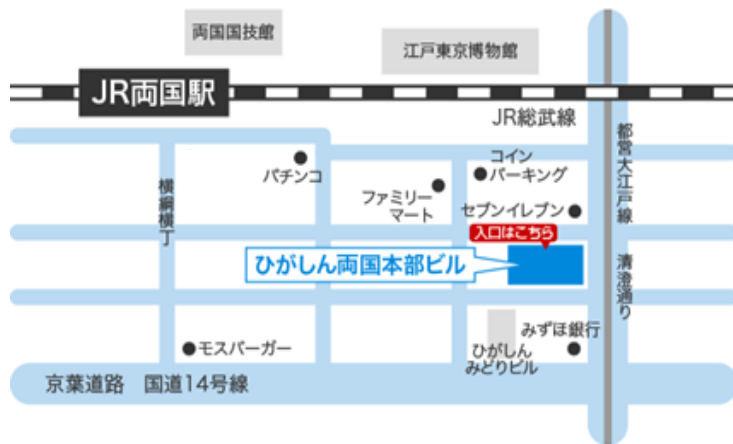 両国国技館
江戸東京博物館
JR両国駅
JR総武線
都営大江戸線
コイン
パーキング
パチンコ
横綱横丁
ファミリー
マート
セブンイレブン
入口はこちら
ひがしん両国本部ビル
清澄通り
みずほ銀行
モスバーガー
ひがしん
みどりビル
京葉道路　国道14号線